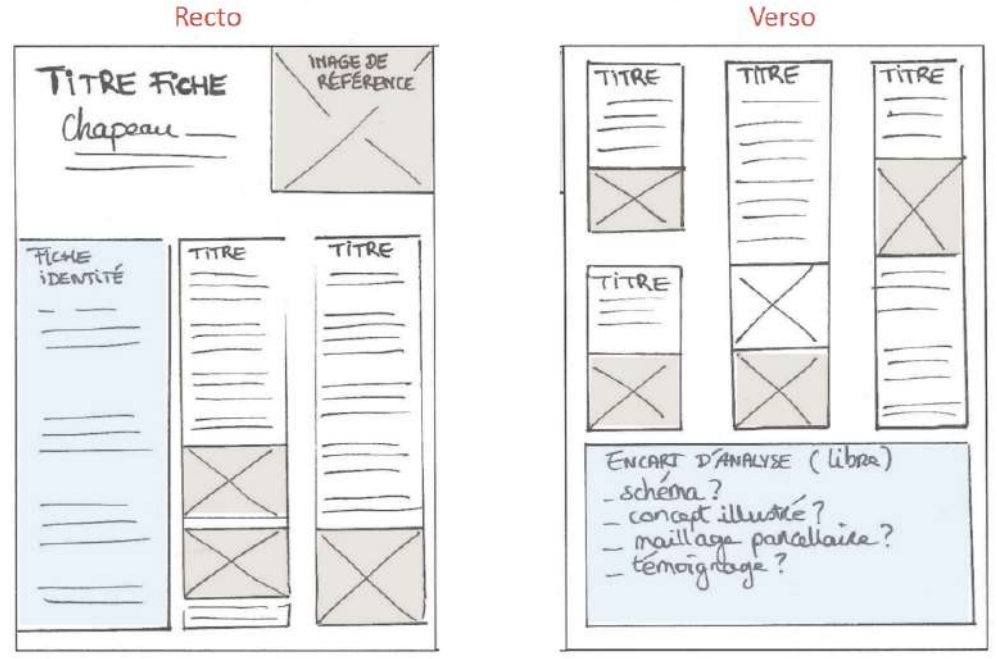 Recto
TITRE FICHE
Chapeau
IMAGE DE
RÉFÉRENCE
FICHE
IDENTITÉ
TITRE
TITRE
Verso
TITRE
TITRE
TITRE
TITRE
ENCART D'ANALYSE (libre)
_ schéma ?
_ concept illustré ?
_ maillage parcellaire ?
_ témoignage ?